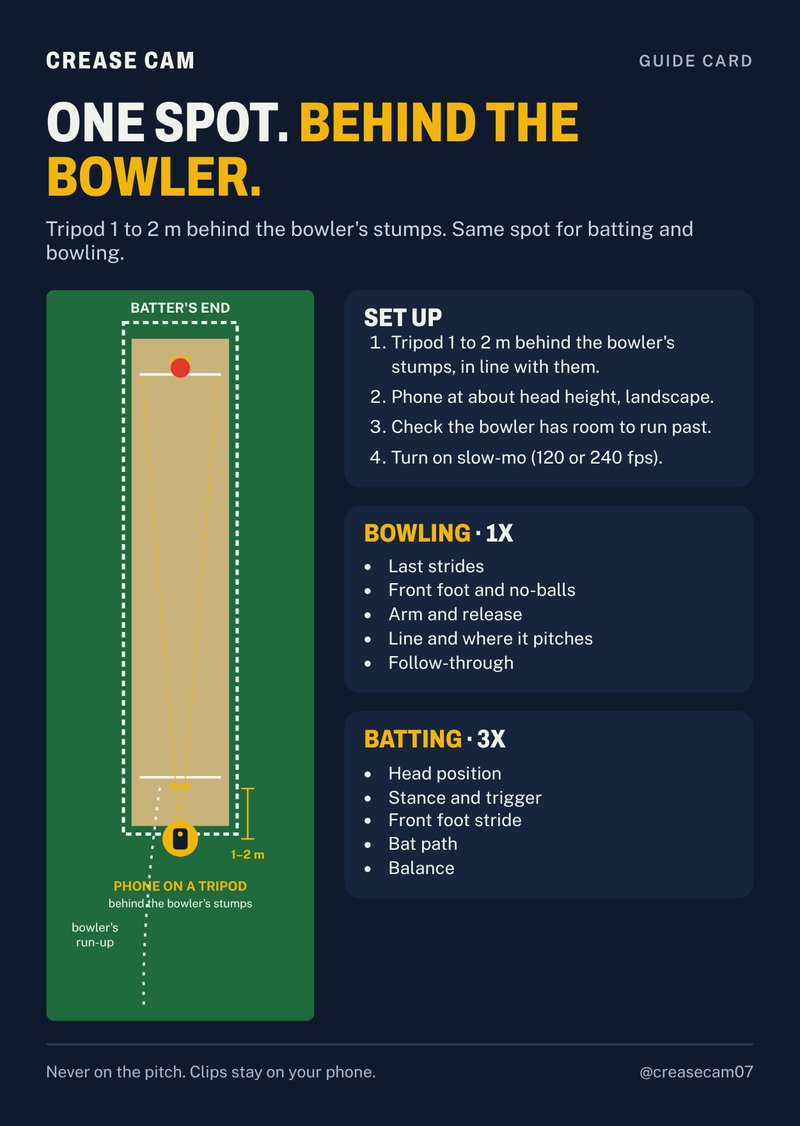 CREASE CAM
GUIDE CARD
ONE SPOT. BEHIND THE
BOWLER.
Tripod 1 to 2 m behind the bowler's stumps. Same spot for batting and
bowling.
BATTER'S END
1–2 m
PHONE ON A TRIPOD
behind the bowler's stumps
bowler's
run-up
SET UP
1. Tripod 1 to 2 m behind the bowler's
stumps, in line with them.
2. Phone at about head height, landscape.
3. Check the bowler has room to run past.
4. Turn on slow-mo (120 or 240 fps).
BOWLING · 1X
• Last strides
• Front foot and no-balls
• Arm and release
• Line and where it pitches
• Follow-through
BATTING · 3X
• Head position
• Stance and trigger
• Front foot stride
• Bat path
• Balance
Never on the pitch. Clips stay on your phone.
@creasecam07